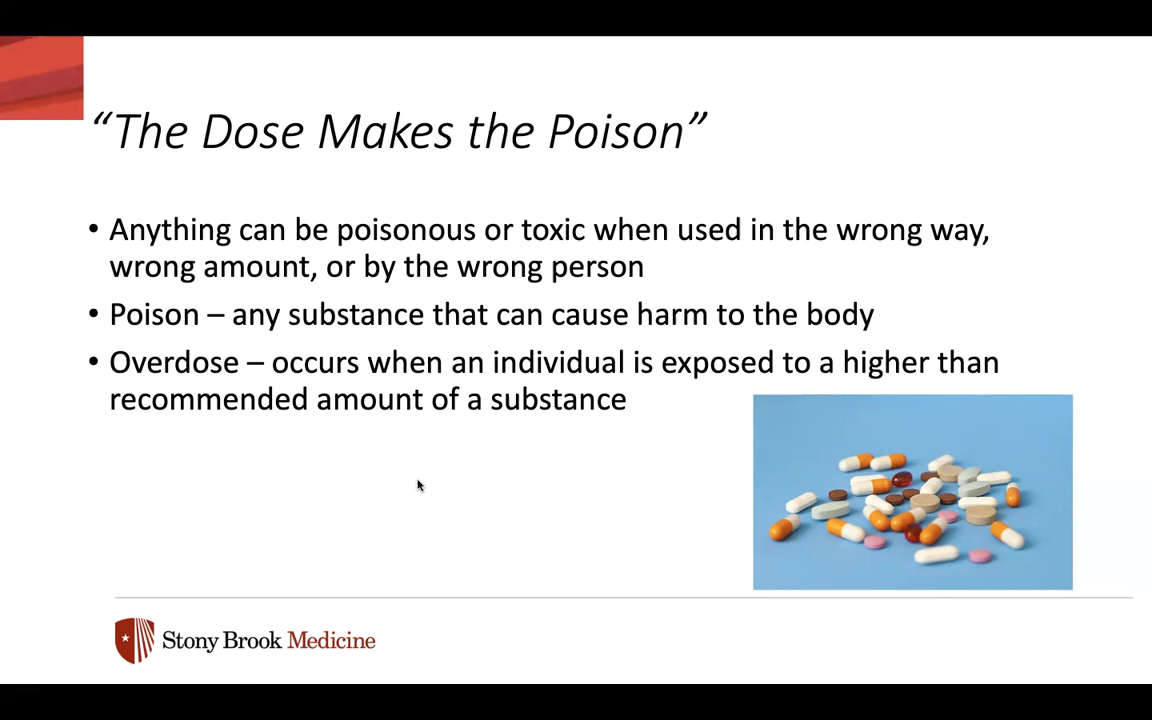 “The Dose Makes the Poison”
• Anything can be poisonous or toxic when used in the wrong way,
wrong amount, or by the wrong person
• Poison – any substance that can cause harm to the body
• Overdose – occurs when an individual is exposed to a higher than
recommended amount of a substance
Stony Brook Medicine